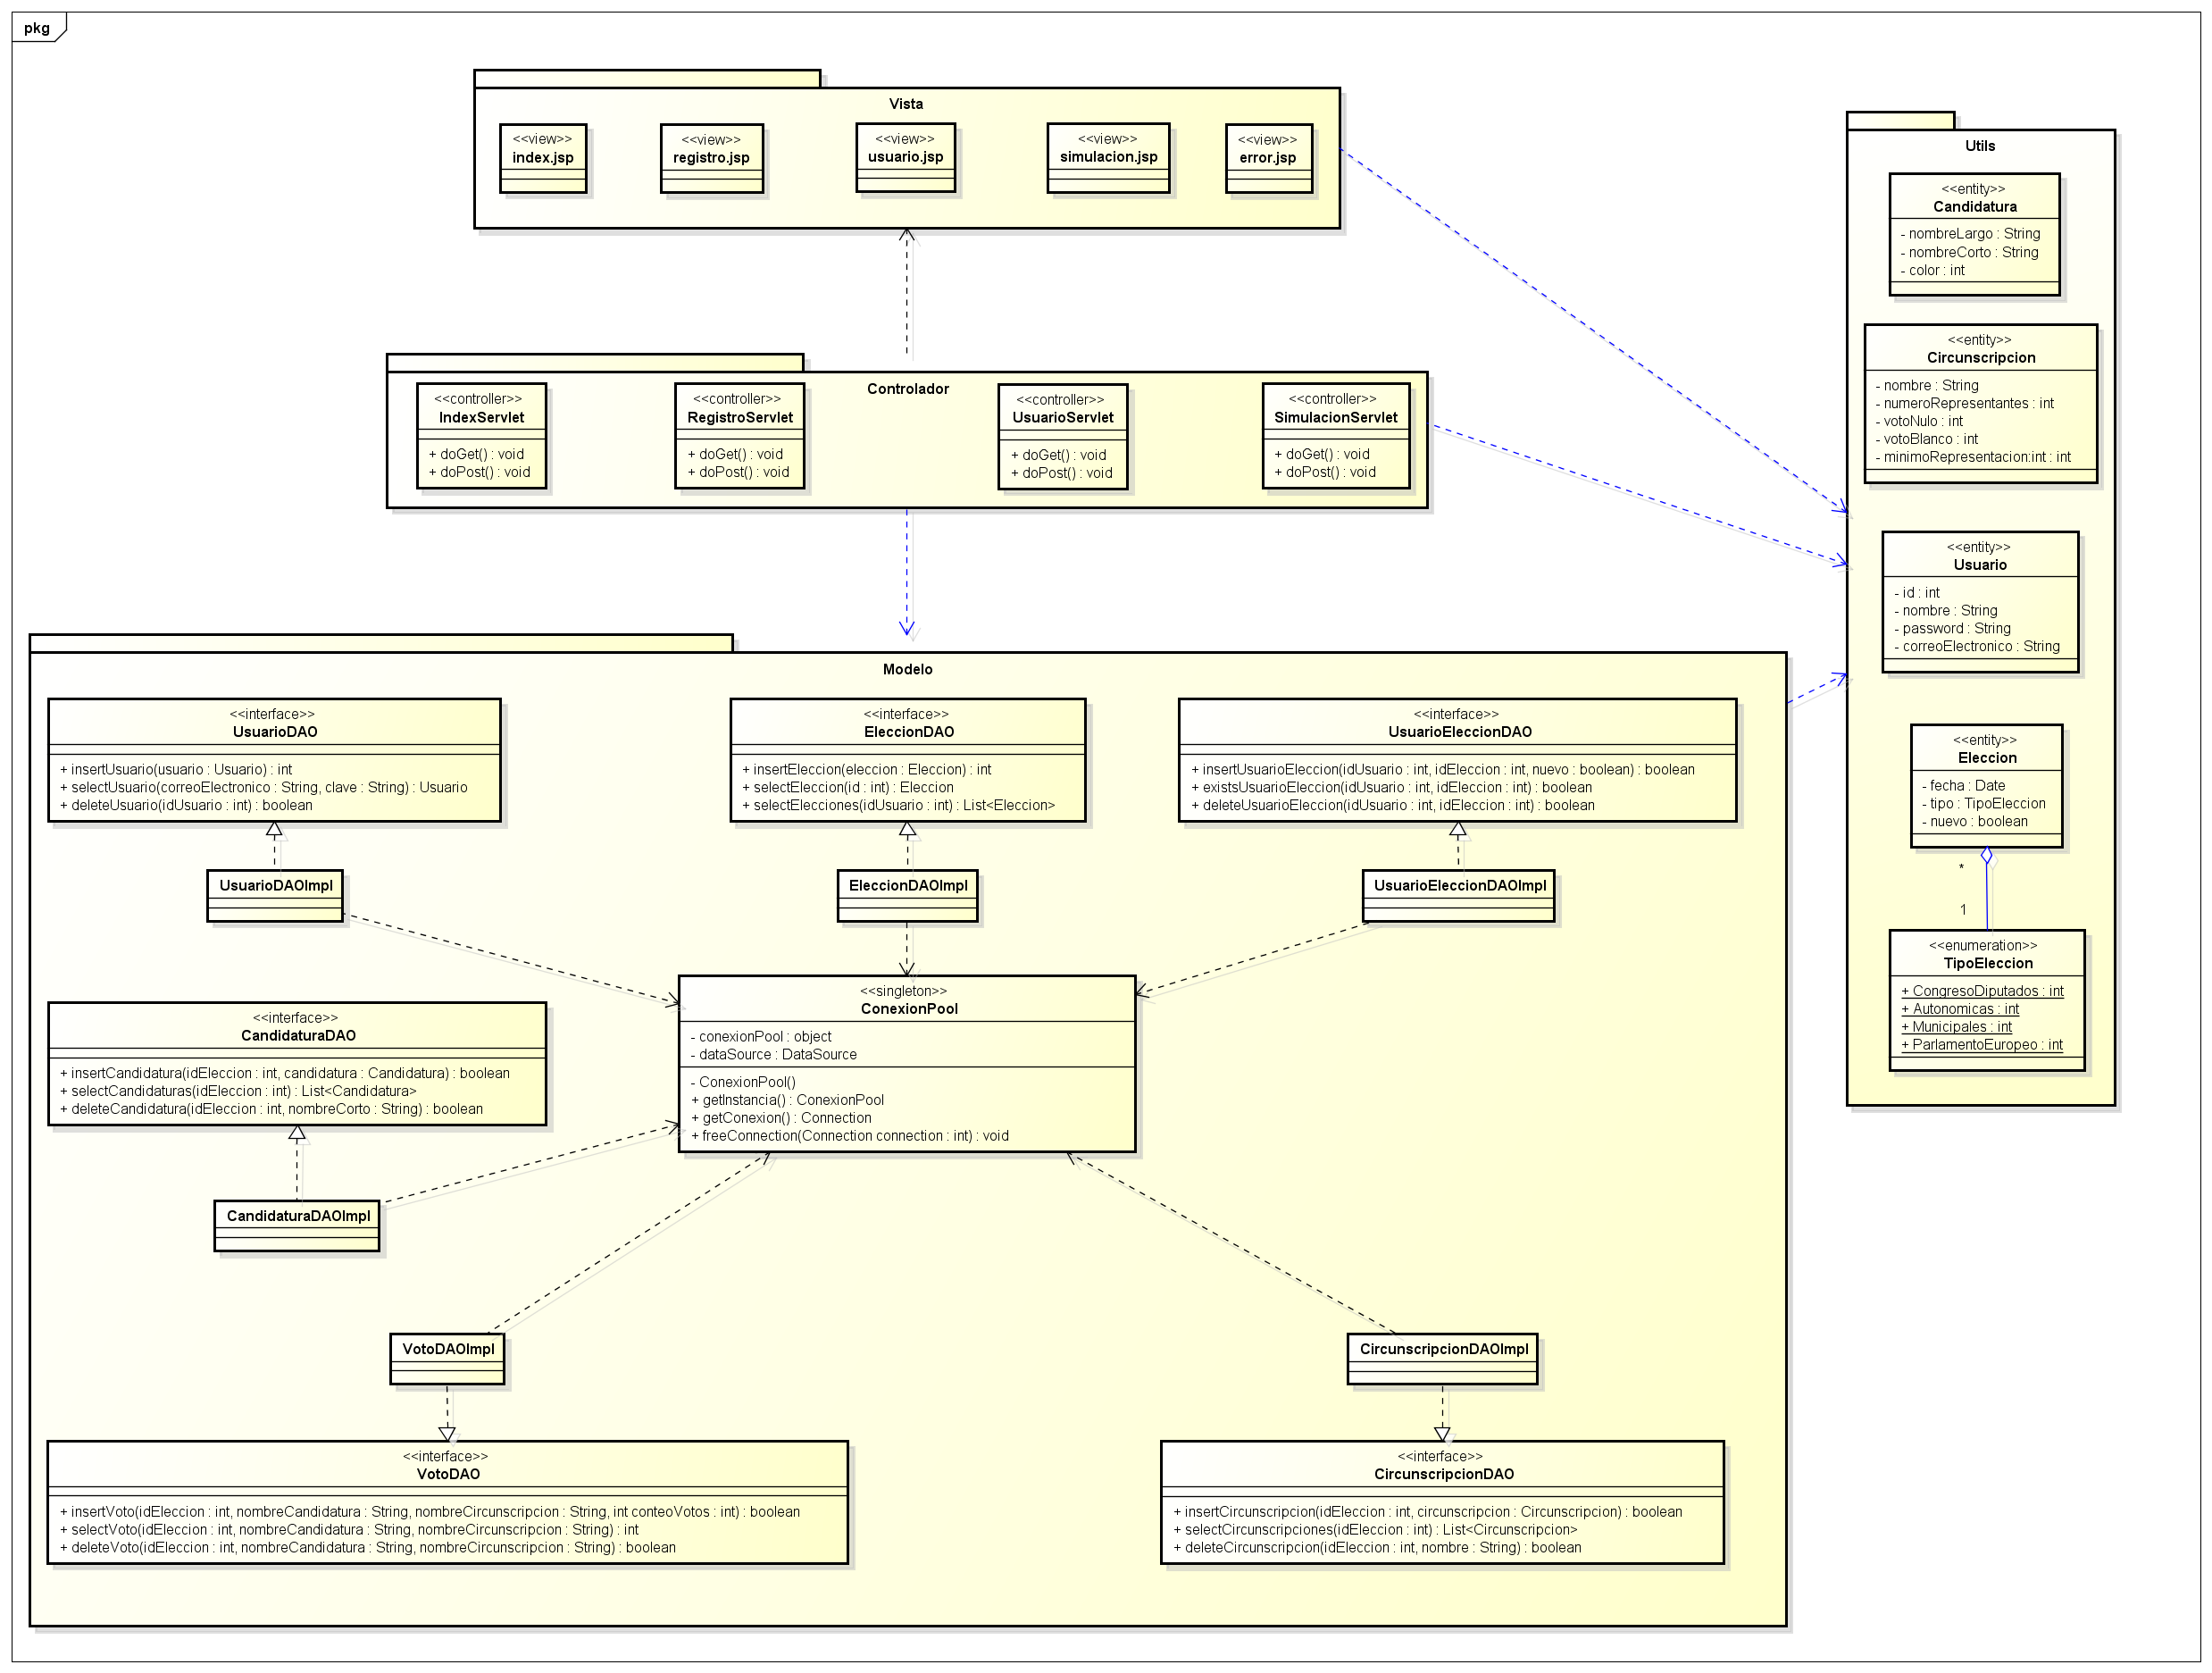 pkg
Vista
<<view>>
index.jsp
<<view>>
registro.jsp
<<view>>
usuario.jsp
<<view>>
simulacion.jsp
<<view>>
error.jsp
Controlador
<<controller>>
IndexServlet
+ doGet() : void
+ doPost() : void
<<controller>>
RegistroServlet
+ doGet() : void
+ doPost() : void
<<controller>>
UsuarioServlet
+ doGet() : void
+ doPost() : void
<<controller>>
SimulacionServlet
+ doGet() : void
+ doPost() : void
Utils
<<entity>>
Candidatura
- nombreLargo : String
- nombreCorto : String
- color : int
<<entity>>
Circunscripcion
- nombre : String
- numeroRepresentantes : int
- votoNulo : int
- votoBlanco : int
- minimoRepresentacion:int : int
<<entity>>
Usuario
- id : int
- nombre : String
- password : String
- correoElectronico : String
<<entity>>
Eleccion
- fecha : Date
- tipo : TipoEleccion
- nuevo : boolean
*
1
<<enumeration>>
TipoEleccion
+ CongresoDiputados : int
+ Autonomicas : int
+ Municipales : int
+ ParlamentoEuropeo : int
Modelo
<<interface>>
UsuarioDAO
+ insertUsuario(usuario : Usuario) : int
+ selectUsuario(correoElectronico : String, clave : String) : Usuario
+ deleteUsuario(idUsuario : int) : boolean
<<interface>>
EleccionDAO
+ insertEleccion(eleccion : Eleccion) : int
+ selectEleccion(id : int) : Eleccion
+ selectElecciones(idUsuario : int) : List<Eleccion>
<<interface>>
UsuarioEleccionDAO
+ insertUsuarioEleccion(idUsuario : int, idEleccion : int, nuevo : boolean) : boolean
+ existsUsuarioEleccion(idUsuario : int, idEleccion : int) : boolean
+ deleteUsuarioEleccion(idUsuario : int, idEleccion : int) : boolean
UsuarioDAOImpl
EleccionDAOImpl
UsuarioEleccionDAOImpl
<<singleton>>
ConexionPool
- conexionPool : object
- dataSource : DataSource
- ConexionPool()
+ getInstancia() : ConexionPool
+ getConexion() : Connection
+ freeConnection(Connection connection : int) : void
<<interface>>
CandidaturaDAO
+ insertCandidatura(idEleccion : int, candidatura : Candidatura) : boolean
+ selectCandidaturas(idEleccion : int) : List<Candidatura>
+ deleteCandidatura(idEleccion : int, nombreCorto : String) : boolean
CandidaturaDAOImpl
VotoDAOImpl
CircunscripcionDAOImpl
<<interface>>
VotoDAO
+ insertVoto(idEleccion : int, nombreCandidatura : String, nombreCircunscripcion : String, int conteoVotos : int) : boolean
+ selectVoto(idEleccion : int, nombreCandidatura : String, nombreCircunscripcion : String) : int
+ deleteVoto(idEleccion : int, nombreCandidatura : String, nombreCircunscripcion : String) : boolean
<<interface>>
CircunscripcionDAO
+ insertCircunscripcion(idEleccion : int, circunscripcion : Circunscripcion) : boolean
+ selectCircunscripciones(idEleccion : int) : List<Circunscripcion>
+ deleteCircunscripcion(idEleccion : int, nombre : String) : boolean